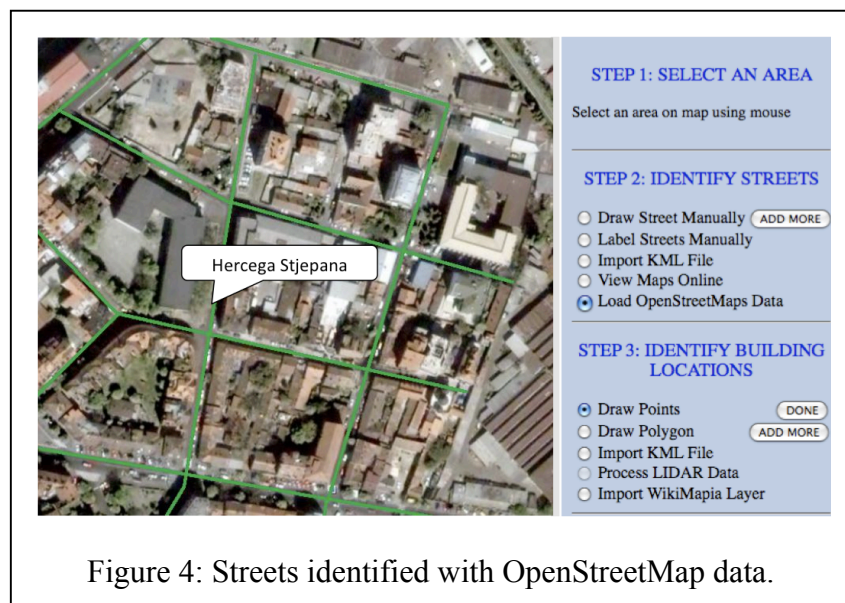 Hercega Stjepana
STEP 1: SELECT AN AREA
Select an area on map using mouse
STEP 2: IDENTIFY STREETS
Draw Street Manually ADD MORE
Label Streets Manually
Import KML File
View Maps Online
Load OpenStreetMaps Data
STEP 3: IDENTIFY BUILDING
LOCATIONS
Draw Points DONE
Draw Polygon ADD MORE
Import KML File
Process LIDAR Data
Import WikiMapia Layer
Figure 4: Streets identified with OpenStreetMap data.